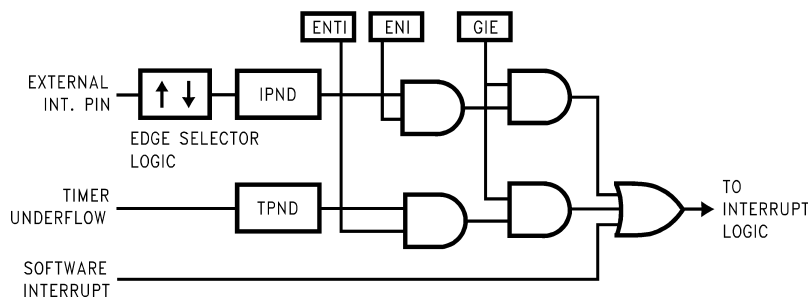 ENTI
ENI
GIE
EXTERNAL
INT. PIN
IPND
EDGE SELECTOR
LOGIC
TIMER
UNDERFLOW
TPND
TO
INTERRUPT
LOGIC
SOFTWARE
INTERRUPT